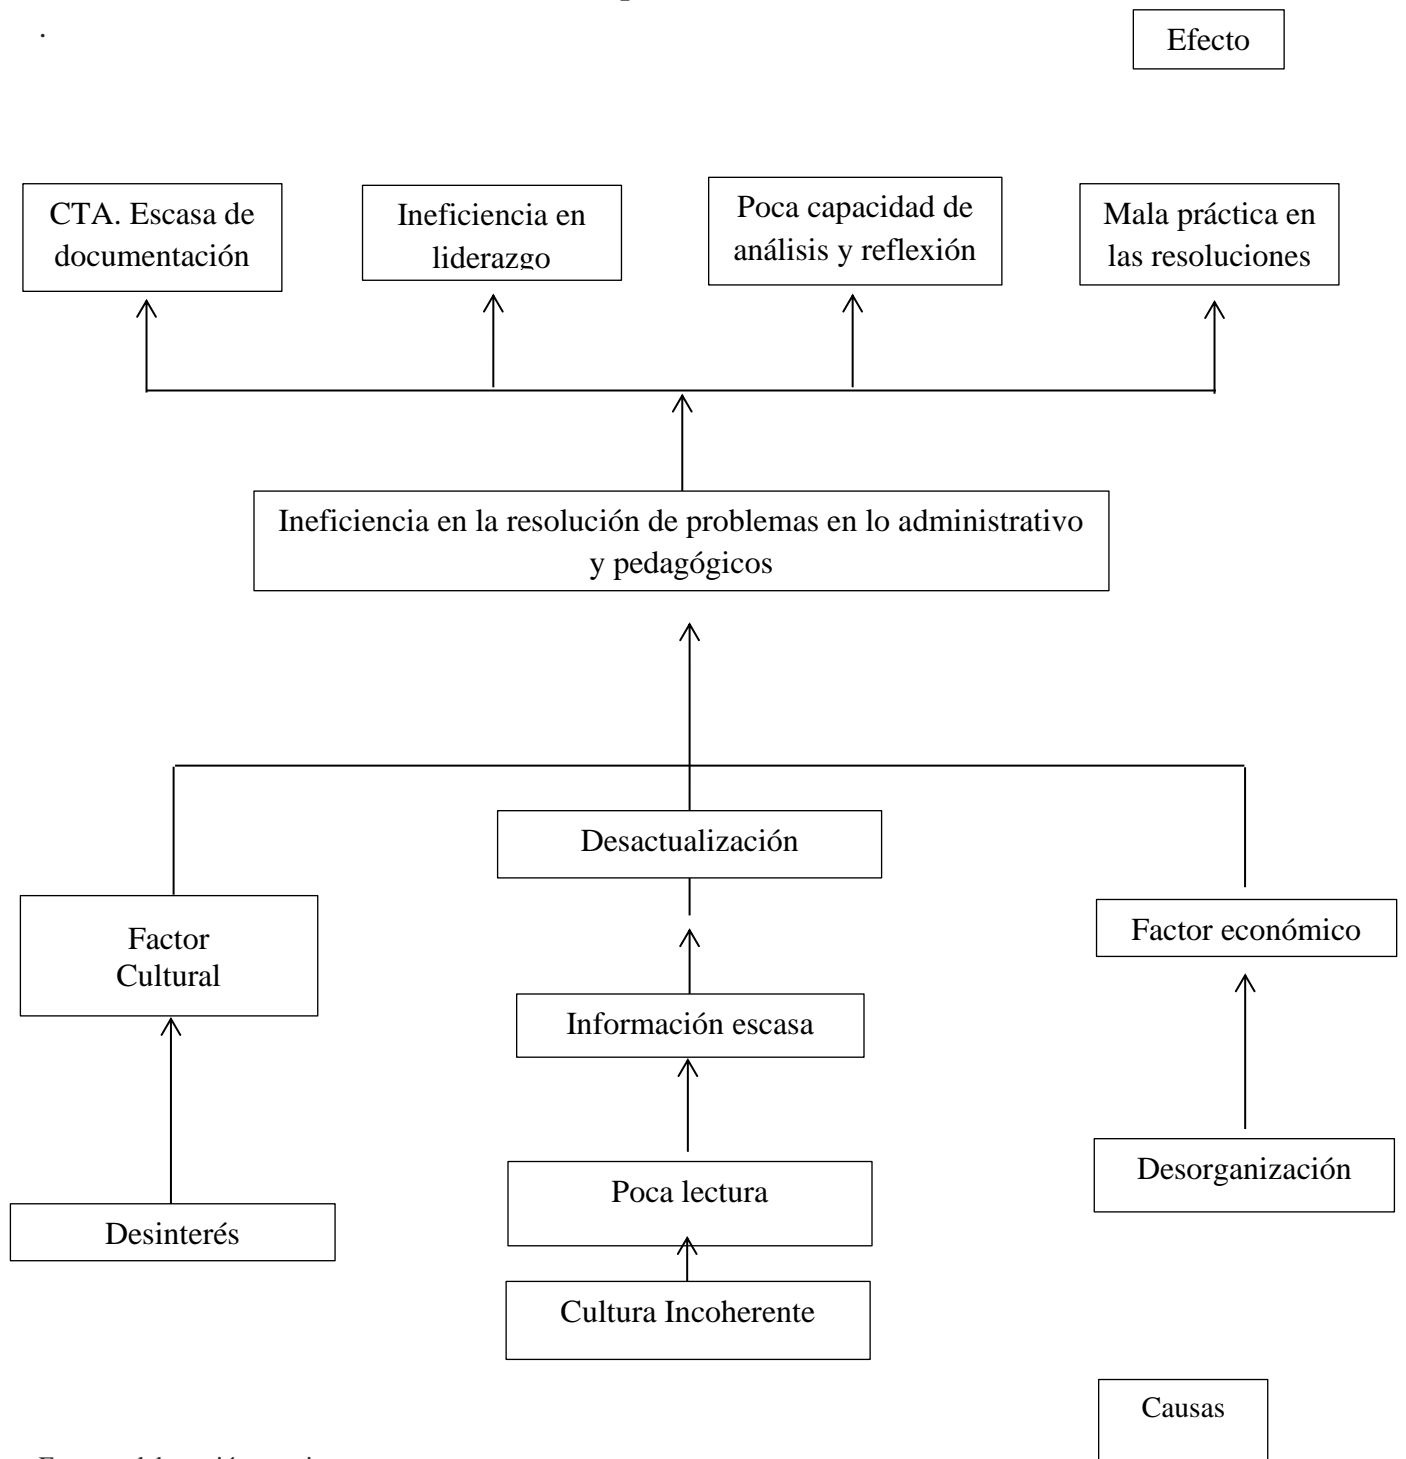 .
Efecto
CTA. Escasa de
documentación
Ineficiencia en
liderazgo
Poca capacidad de
análisis y reflexión
Mala práctica en
las resoluciones
Ineficiencia en la resolución de problemas en lo administrativo
y pedagógicos
Desactualización
Factor
Cultural
Factor económico
Información escasa
Desorganización
Poca lectura
Desinterés
Cultura Incoherente
Causas